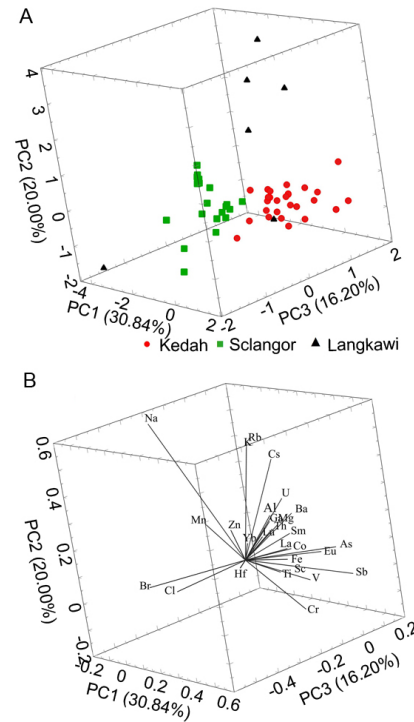 A
4
3
2
1
0
-1
-2
PC2 (20.00%)
-4
-2
0
2
PC1 (30.84%)
-2
-1
0
1
2
PC3 (16.20%)
Kedah Sclangor Langkawi
B
0.6
0.4
0.2
0
-0.2
PC2 (20.00%)
-0.2
0
0.2
0.4
0.6
PC1 (30.84%)
-0.4
-0.2
0
0.2
PC3 (16.20%)
Na
K
Rb
Cs
U
Al
Ba
Mg
Th
Mn
Zn
Yb
La
Sm
La
Co
As
Eu
Fe
Sc
Sb
Hf
Ti
V
Br
Cl
Cr